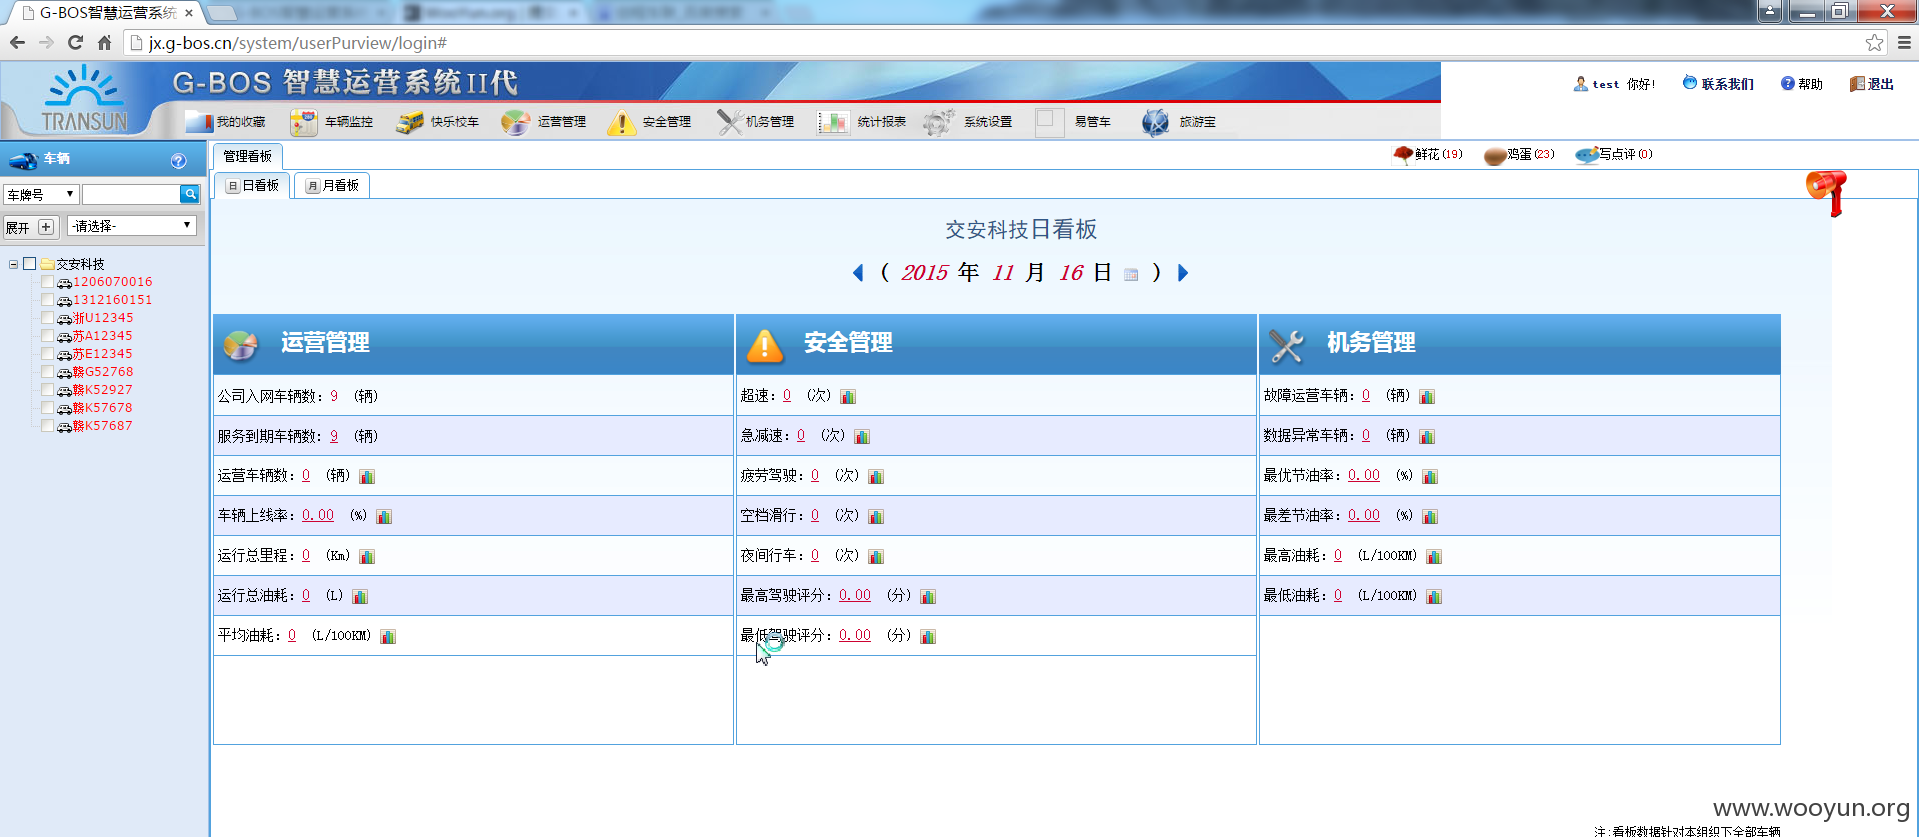 G-BOS智慧运营系统
jx.g-bos.cn/system/userPurview/login#
TRANSUN
G-BOS 智慧运营系统II代
test 你好!
联系我们
帮助
退出
我的收藏
车辆监控
快乐校车
运营管理
安全管理
机务管理
统计报表
系统设置
易管车
旅游宝
车辆
管理看板
鲜花(19)
鸡蛋(23)
写点评(0)
车牌号
日 日看板
月 月看板
展开
-请选择-
交安科技
1206070016
1312160151
浙U12345
苏A12345
苏E12345
赣G52768
赣K52927
赣K57678
赣K57687
交安科技日看板
( 2015 年 11 月 16 日 )
运营管理
公司入网车辆数: 9 (辆)
服务到期车辆数: 9 (辆)
运营车辆数: 0 (辆)
车辆上线率: 0.00 (%)
运行总里程: 0 (Km)
运行总油耗: 0 (L)
平均油耗: 0 (L/100KM)
安全管理
超速: 0 (次)
急减速: 0 (次)
疲劳驾驶: 0 (次)
空档滑行: 0 (次)
夜间行车: 0 (次)
最高驾驶评分: 0.00 (分)
最低驾驶评分: 0.00 (分)
机务管理
故障运营车辆: 0 (辆)
数据异常车辆: 0 (辆)
最优节油率: 0.00 (%)
最差节油率: 0.00 (%)
最高油耗: 0 (L/100KM)
最低油耗: 0 (L/100KM)
www.wooyun.org
注:看板数据针对本组织下全部车辆